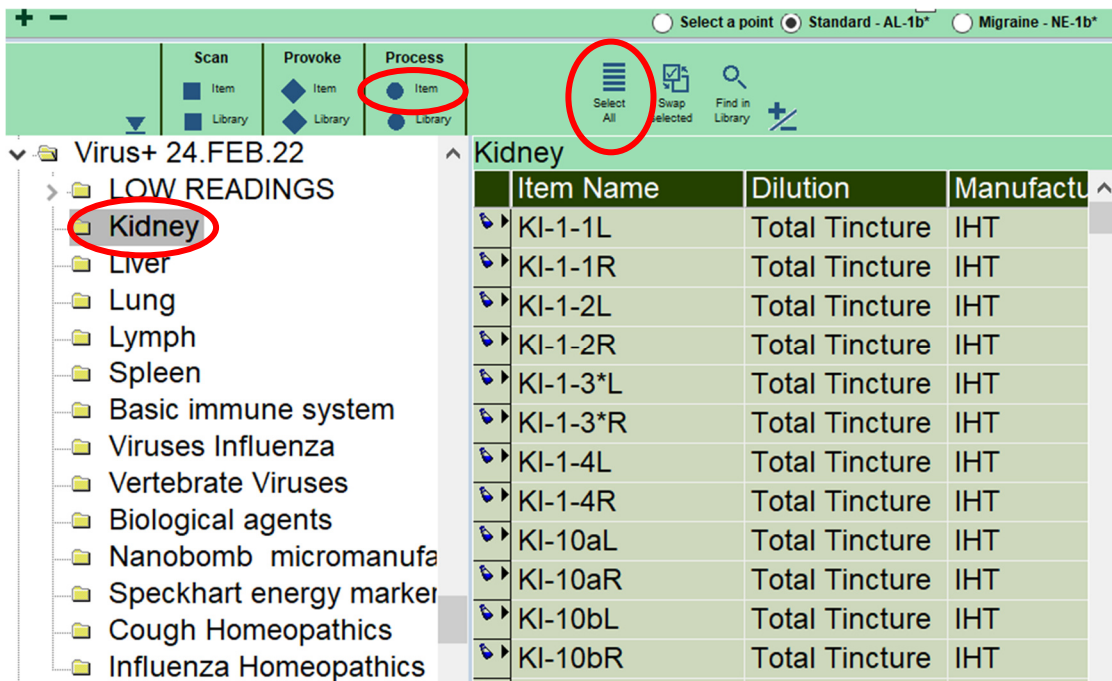 Select a point Standard - AL-1b* Migraine - NE-1b*
Scan Provoke Process
Item Item Item
Library Library Library
Select All
Swap Selected
Find in Library
Virus+ 24.FEB.22
LOW READINGS
Kidney
Liver
Lung
Lymph
Spleen
Basic immune system
Viruses Influenza
Vertebrate Viruses
Biological agents
Nanobomb micromanufa
Speckhart energy marker
Cough Homeopathics
Influenza Homeopathics
Kidney
Item Name Dilution Manufactu
KI-1-1L Total Tincture IHT
KI-1-1R Total Tincture IHT
KI-1-2L Total Tincture IHT
KI-1-2R Total Tincture IHT
KI-1-3*L Total Tincture IHT
KI-1-3*R Total Tincture IHT
KI-1-4L Total Tincture IHT
KI-1-4R Total Tincture IHT
KI-10aL Total Tincture IHT
KI-10aR Total Tincture IHT
KI-10bL Total Tincture IHT
KI-10bR Total Tincture IHT